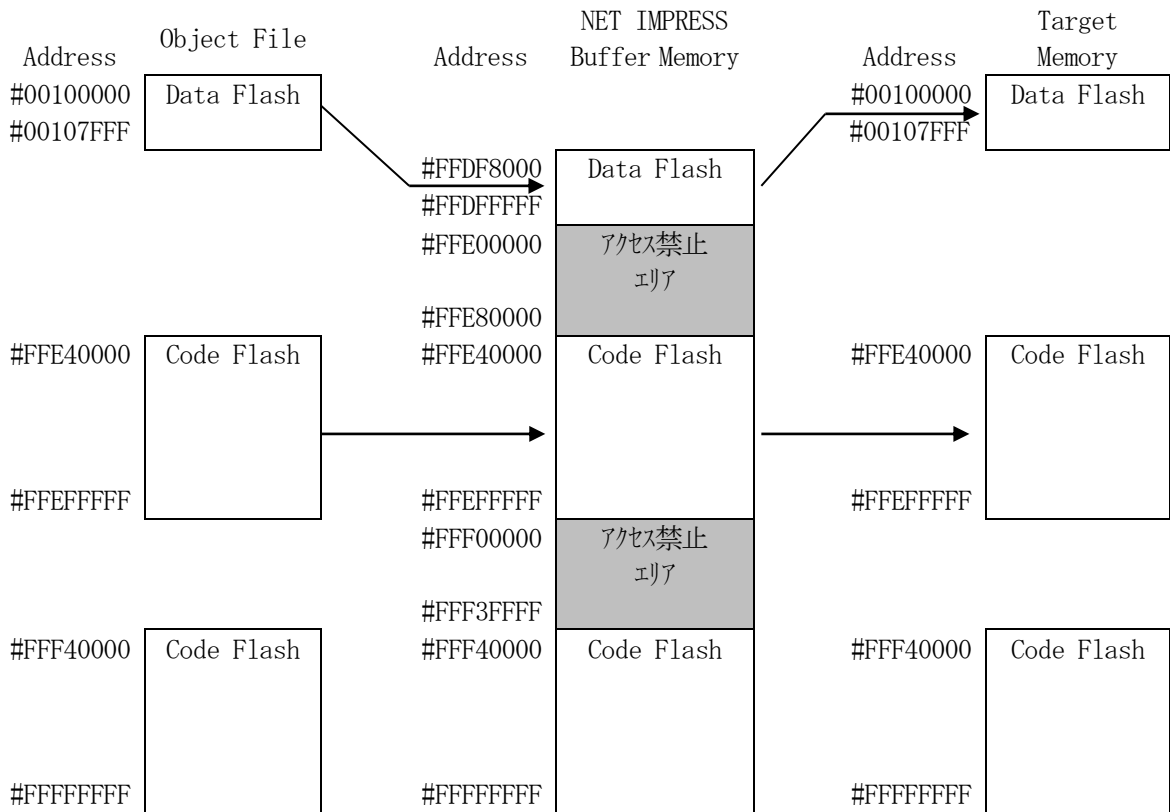 Object File
NET IMPRESS
Target
Address
Address
Buffer Memory
Address
Memory
#00100000
Data Flash
#00100000
Data Flash
#00107FFF
#00107FFF
#FFDF8000
Data Flash
#FFDFFFFF
#FFE00000
ｱｸｾｽ禁止
ｴﾘｱ
#FFE80000
#FFE40000
Code Flash
#FFE40000
Code Flash
#FFE40000
Code Flash
#FFEFFFFF
#FFEFFFFF
#FFEFFFFF
#FFF00000
ｱｸｾｽ禁止
ｴﾘｱ
#FFF3FFFF
#FFF40000
Code Flash
#FFF40000
Code Flash
#FFF40000
Code Flash
#FFFFFFFF
#FFFFFFFF
#FFFFFFFF